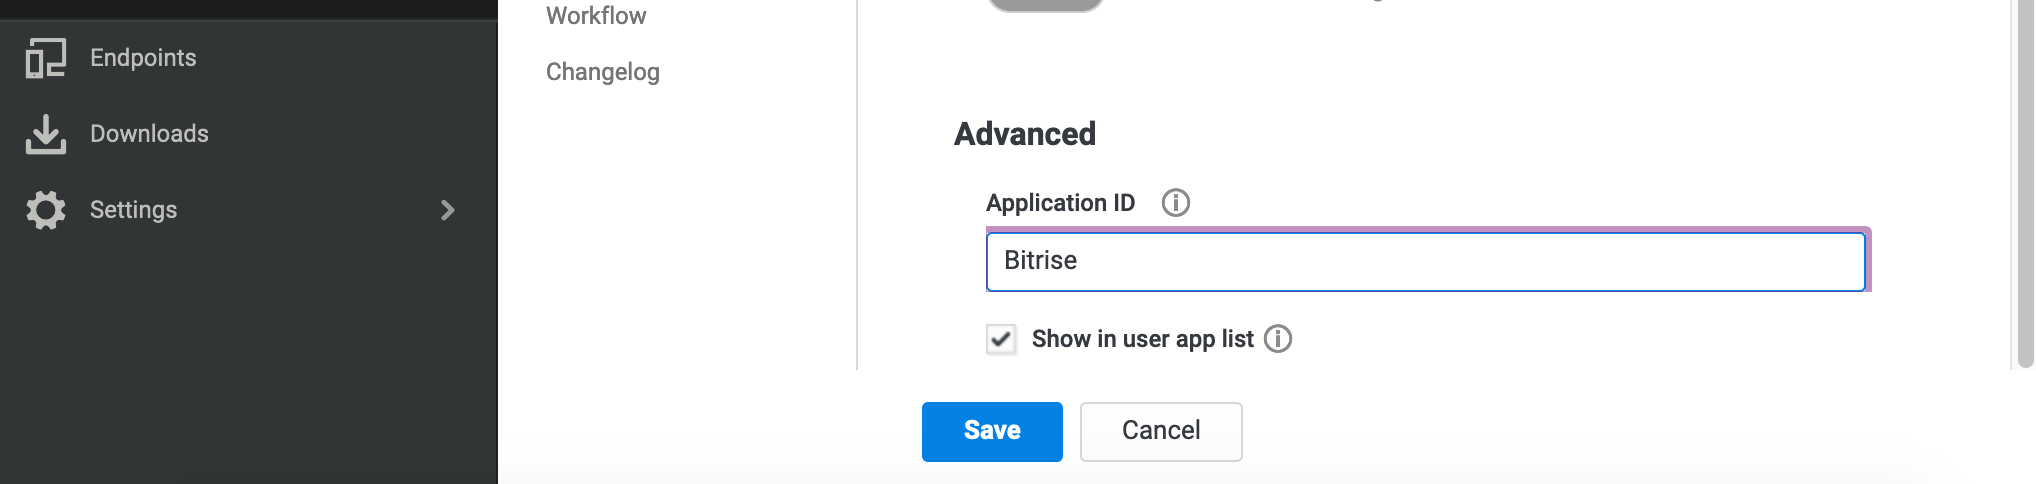 Endpoints
Downloads
Settings
Workflow
Changelog
Advanced
Application ID
Bitrise
Show in user app list
Save
Cancel